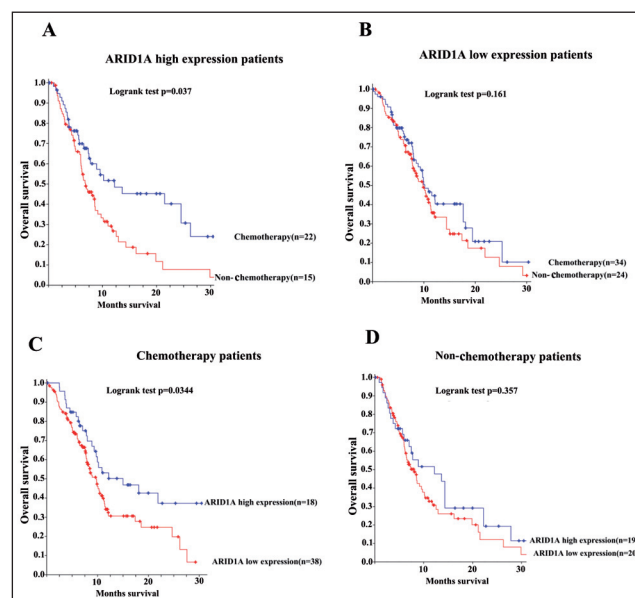 A
ARID1A high expression patients
Logrank test p=0.037
Overall survival
1.0
0.9
0.8
0.7
0.6
0.5
0.4
0.3
0.2
0.1
0.0
10
20
30
Months survival
Chemotherapy(n=22)
Non-chemotherapy(n=15)
B
ARID1A low expression patients
Logrank test p=0.161
Overall survival
1.0
0.9
0.8
0.7
0.6
0.5
0.4
0.3
0.2
0.1
0.0
10
20
30
Months survival
Chemotherapy(n=34)
Non-chemotherapy(n=24)
C
Chemotherapy patients
Logrank test p=0.0344
Overall survival
1.0
0.9
0.8
0.7
0.6
0.5
0.4
0.3
0.2
0.1
0.0
10
20
30
Months survival
ARID1A high expression(n=18)
ARID1A low expression(n=38)
D
Non-chemotherapy patients
Logrank test p=0.357
Overall survival
1.0
0.9
0.8
0.7
0.6
0.5
0.4
0.3
0.2
0.1
0.0
10
20
30
Months survival
ARID1A high expression(n=19
ARID1A low expression(n=20